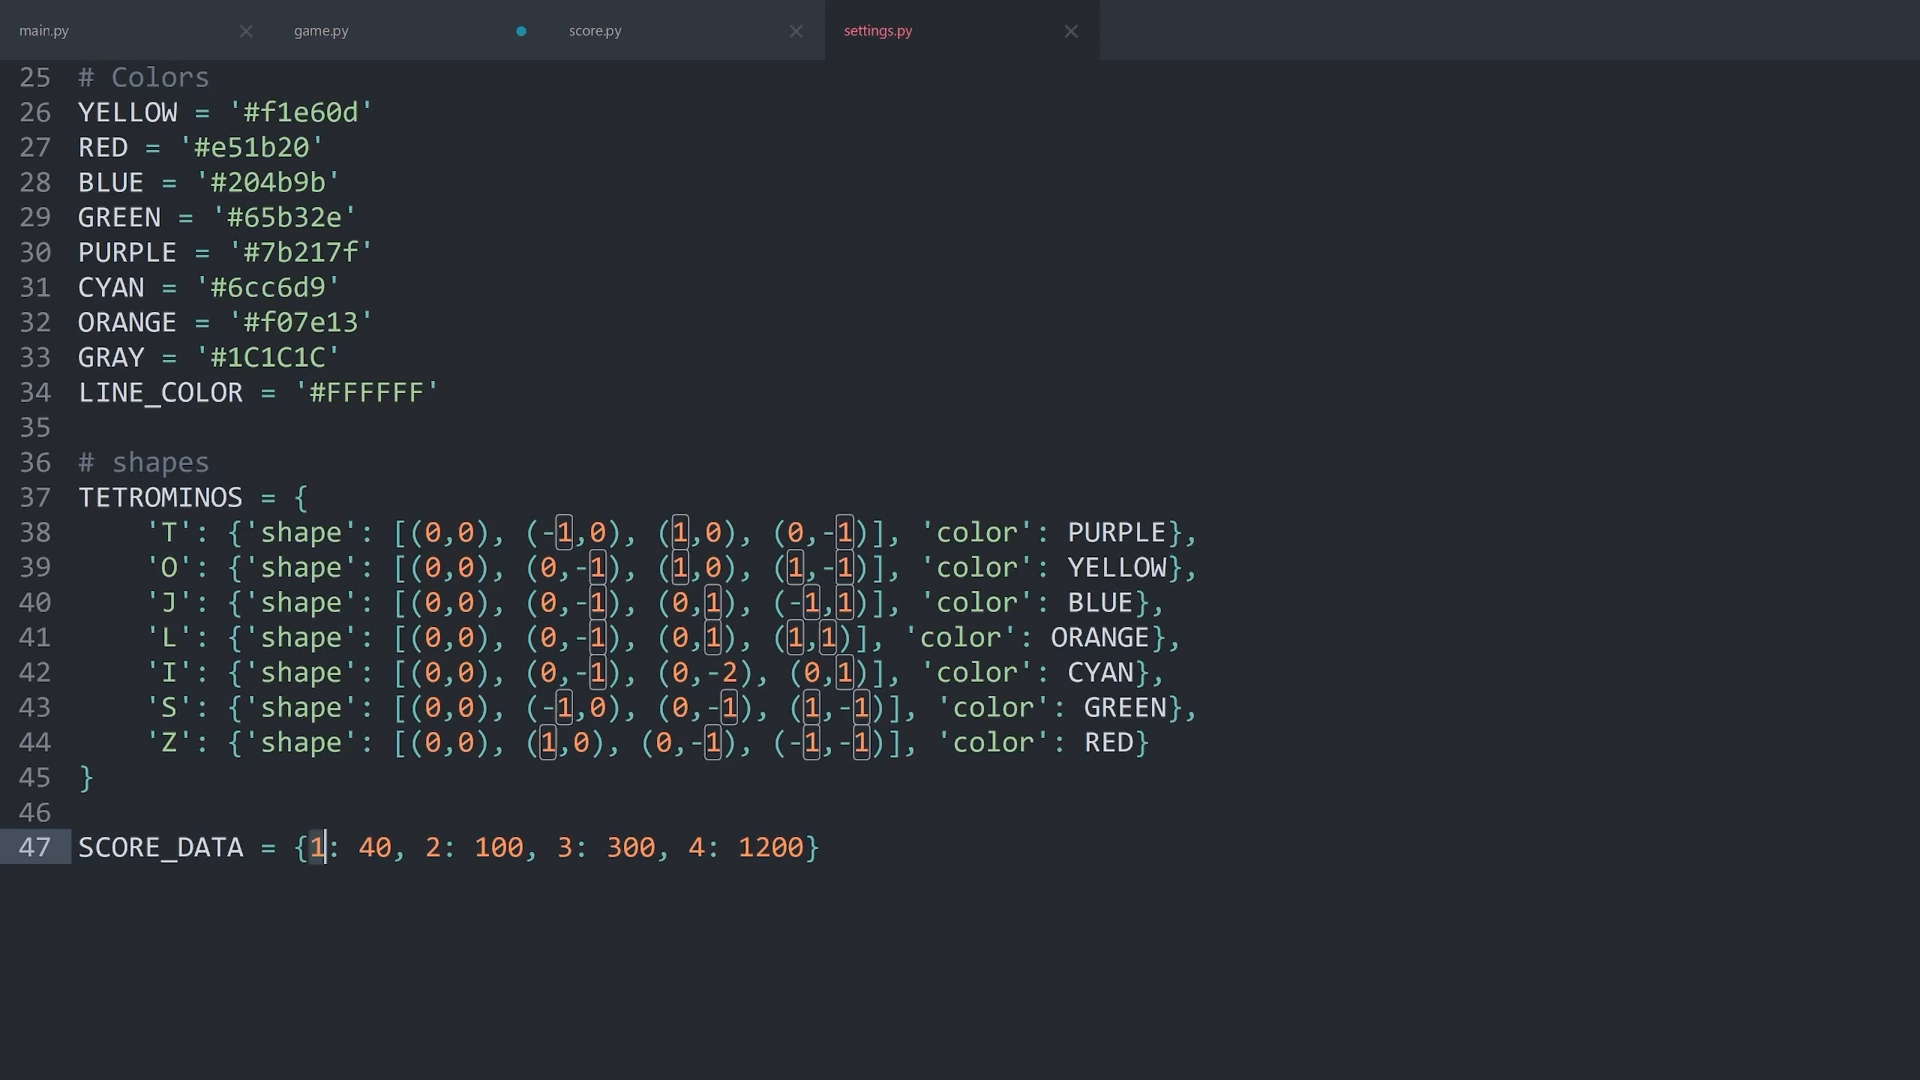 main.py game.py score.py settings.py
25 # Colors
26 YELLOW = '#f1e60d'
27 RED = '#e51b20'
28 BLUE = '#204b9b'
29 GREEN = '#65b32e'
30 PURPLE = '#7b217f'
31 CYAN = '#6cc6d9'
32 ORANGE = '#f07e13'
33 GRAY = '#1C1C1C'
34 LINE_COLOR = '#FFFFFF'
35
36 # shapes
37 TETROMINOS = {
38 'T': {'shape': [(0,0), (-1,0), (1,0), (0,-1)], 'color': PURPLE},
39 'O': {'shape': [(0,0), (0,-1), (1,0), (1,-1)], 'color': YELLOW},
40 'J': {'shape': [(0,0), (0,-1), (0,1), (-1,1)], 'color': BLUE},
41 'L': {'shape': [(0,0), (0,-1), (0,1), (1,1)], 'color': ORANGE},
42 'I': {'shape': [(0,0), (0,-1), (0,-2), (0,1)], 'color': CYAN},
43 'S': {'shape': [(0,0), (-1,0), (0,-1), (1,-1)], 'color': GREEN},
44 'Z': {'shape': [(0,0), (1,0), (0,-1), (-1,-1)], 'color': RED}
45 }
46
47 SCORE_DATA = {1: 40, 2: 100, 3: 300, 4: 1200}